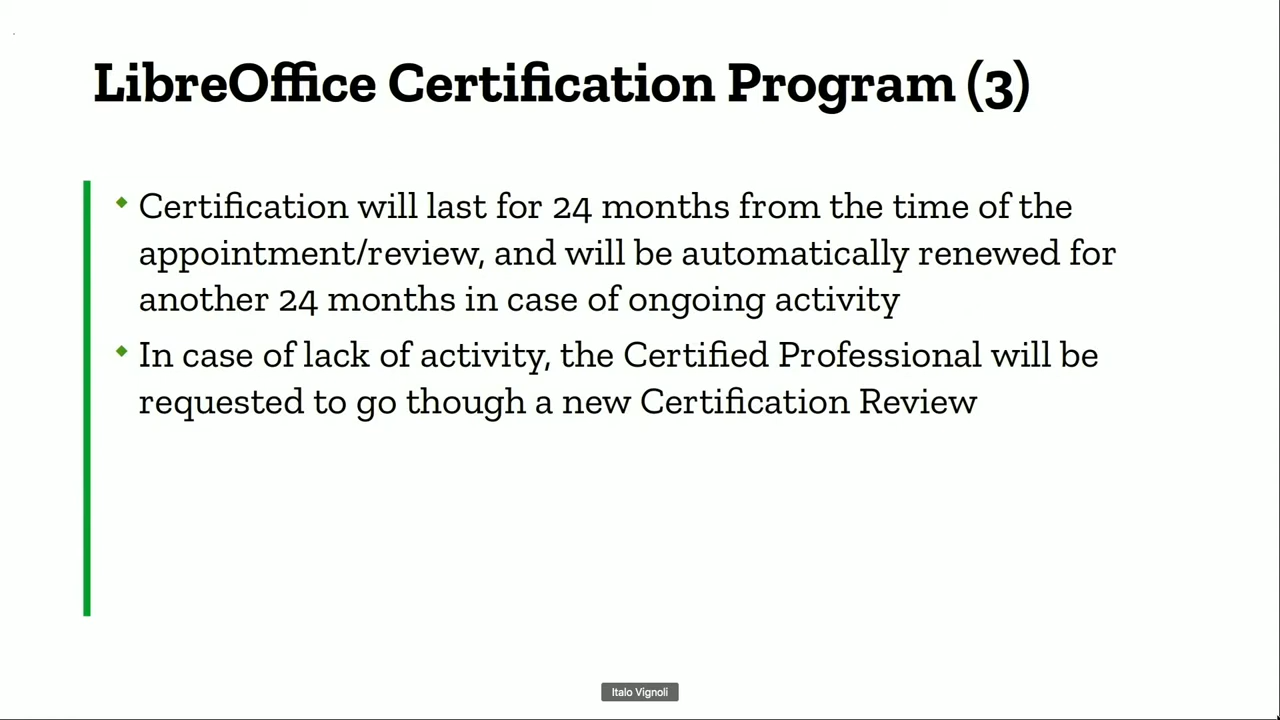 LibreOffice Certification Program (3)
Certification will last for 24 months from the time of the
appointment/review, and will be automatically renewed for
another 24 months in case of ongoing activity
In case of lack of activity, the Certified Professional will be
requested to go though a new Certification Review
Italo Vignoli